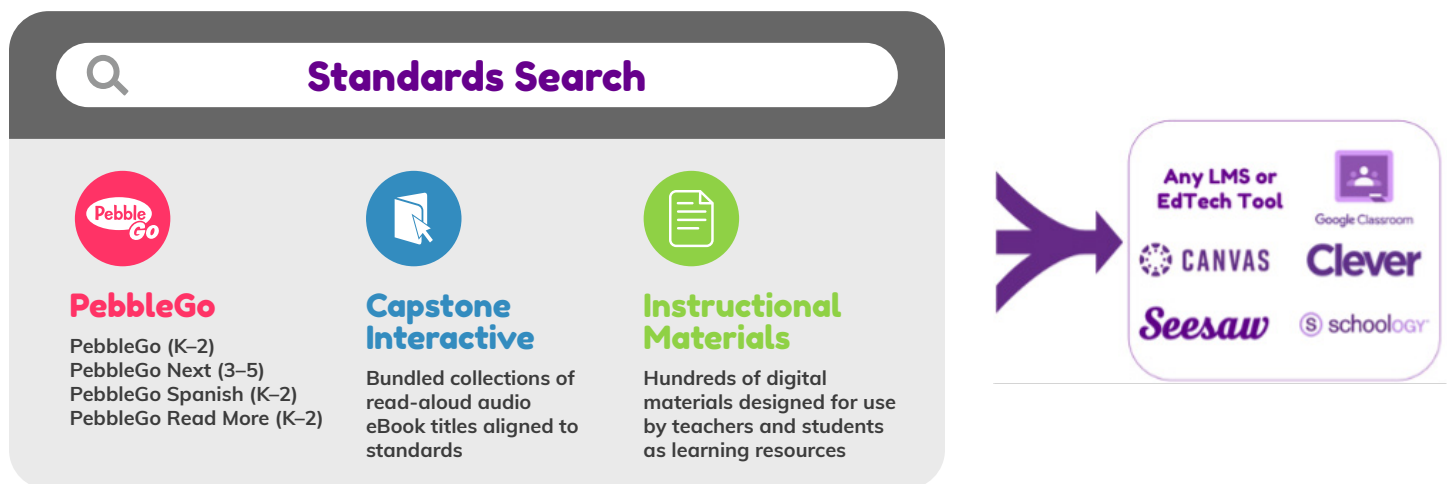 Standards Search
Pebble
Go
PebbleGo
PebbleGo (K–2)
PebbleGo Next (3–5)
PebbleGo Spanish (K–2)
PebbleGo Read More (K–2)
Capstone
Interactive
Bundled collections of
read-aloud audio
eBook titles aligned to
standards
Instructional
Materials
Hundreds of digital
materials designed for use
by teachers and students
as learning resources
Any LMS or
EdTech Tool
Google Classroom
CANVAS
Clever
Seesaw
S schoology